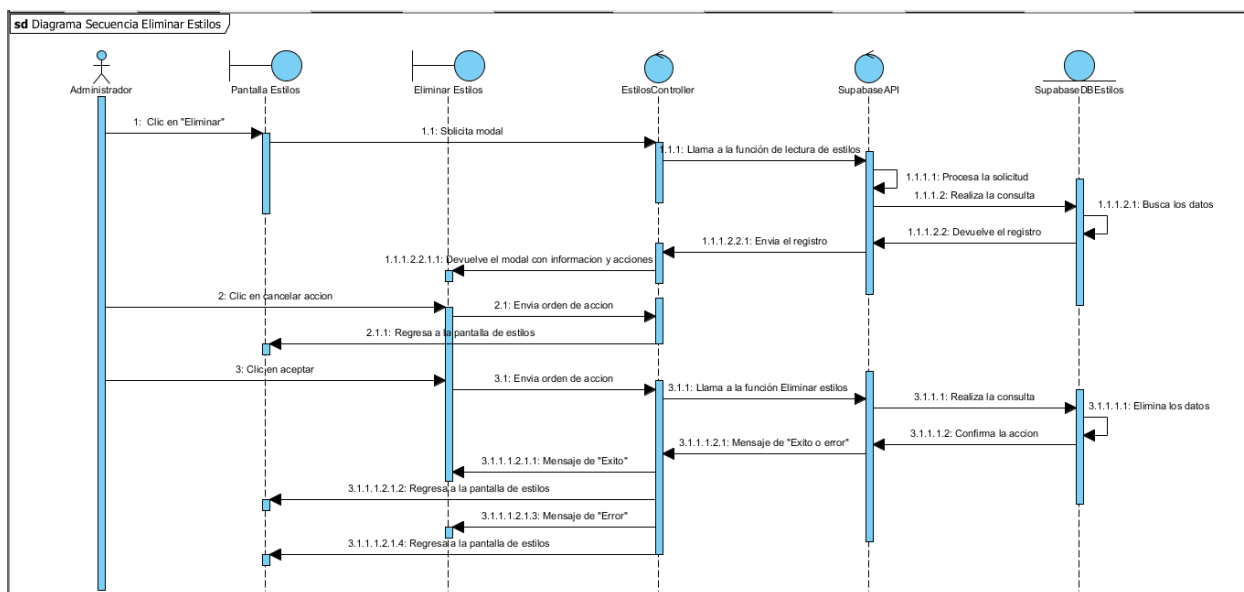 sd Diagrama Secuencia Eliminar Estilos
Administrador
Pantalla Estilos
Eliminar Estilos
EstilosController
SupabaseAPI
SupabaseDBEstilos
1: Clic en "Eliminar"
1.1: Solicita modal
1.1.1: Llama a la función de lectura de estilos
1.1.1.1: Procesa la solicitud
1.1.1.2: Realiza la consulta
1.1.1.2.1: Busca los datos
1.1.1.2.2: Devuelve el registro
1.1.1.2.2.1: Envia el registro
1.1.1.2.2.1.1: Devuelve el modal con informacion y acciones
2: Clic en cancelar accion
2.1: Envia orden de accion
2.1.1: Regresa a la pantalla de estilos
3: Clic en aceptar
3.1: Envia orden de accion
3.1.1: Llama a la función Eliminar estilos
3.1.1.1: Realiza la consulta
3.1.1.1.1: Elimina los datos
3.1.1.1.2: Confirma la accion
3.1.1.1.2.1: Mensaje de "Exito o error"
3.1.1.1.2.1.1: Mensaje de "Exito"
3.1.1.1.2.1.2: Regresa a la pantalla de estilos
3.1.1.1.2.1.3: Mensaje de "Error"
3.1.1.1.2.1.4: Regresa a la pantalla de estilos